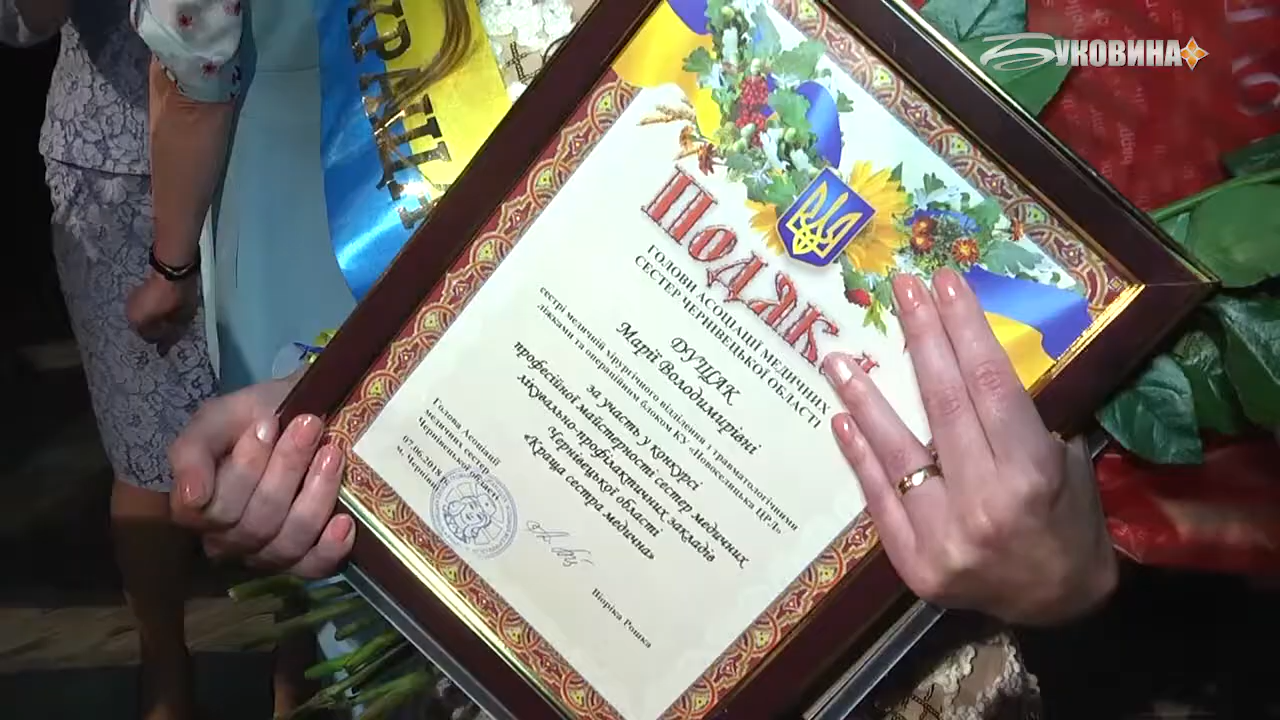 БУКОВИНА
ПОДЯКА
ГОЛОВИ АСОЦІАЦІЇ МЕДИЧНИХ
СЕСТЕР ЧЕРНІВЕЦЬКОЇ ОБЛАСТІ
ДУЩАК
Марії Володимирівні
сестрі медичній хірургічного відділення з травматологічними
ліжками та операційним блоком КУ «Новоселицька ЦРЛ»
за участь у конкурсі
професійної майстерності сестер медичних
лікувально-профілактичних закладів
Чернівецької області
«Краща сестра медична»
Голова Асоціації
медичних сестер
Чернівецької області
07.06.2018
м. Чернівці
Віоріка Рошка